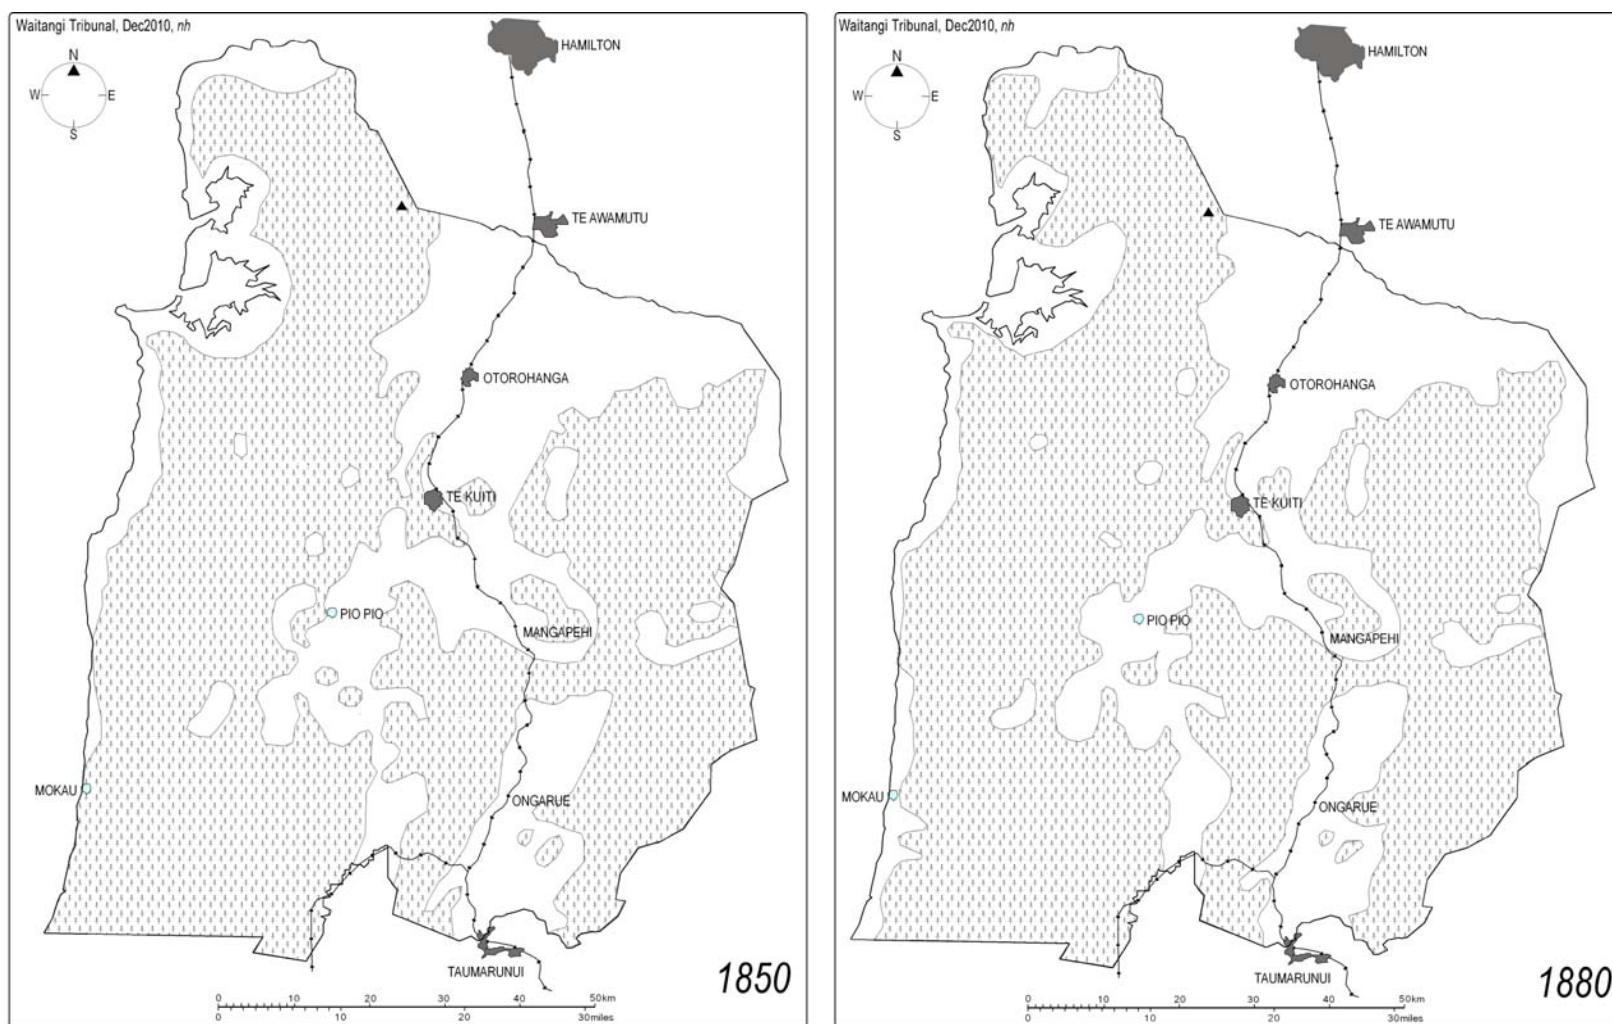 Waitangi Tribunal, Dec2010, nh
N
W E
S
HAMILTON
TE AWAMUTU
OTOROHANGA
TE KUITI
PIO PIO
MANGAPEHI
MOKAU
ONGARUE
TAUMARUNUI
1850
0 10 20 30 40 50km
0 10 20 30miles
Waitangi Tribunal, Dec2010, nh
N
W E
S
HAMILTON
TE AWAMUTU
OTOROHANGA
TE KUITI
PIO PIO
MANGAPEHI
MOKAU
ONGARUE
TAUMARUNUI
1880
0 10 20 30 40 50km
0 10 20 30miles